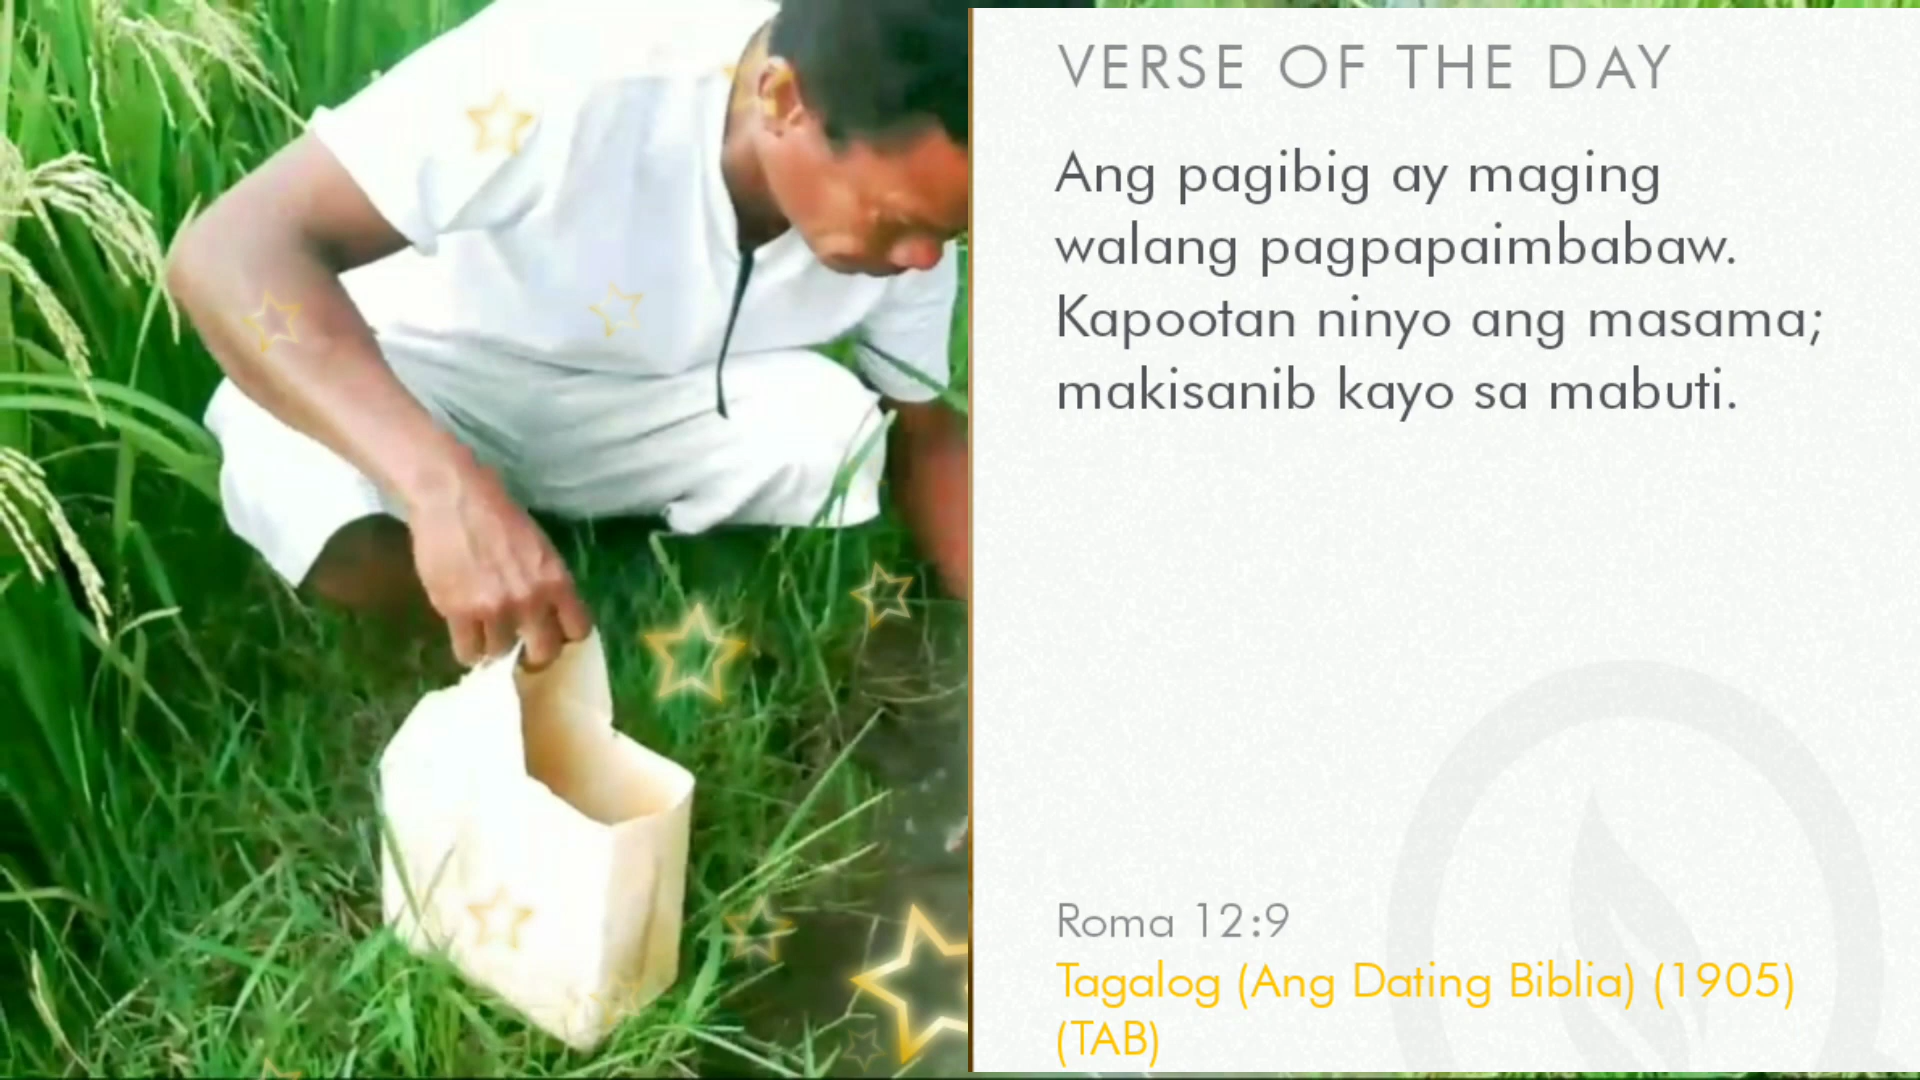 VERSE OF THE DAY
Ang pagibig ay maging
walang pagpapaimbabaw.
Kapootan ninyo ang masama;
makisanib kayo sa mabuti.
Roma 12:9
Tagalog (Ang Dating Biblia) (1905)
(TAB)